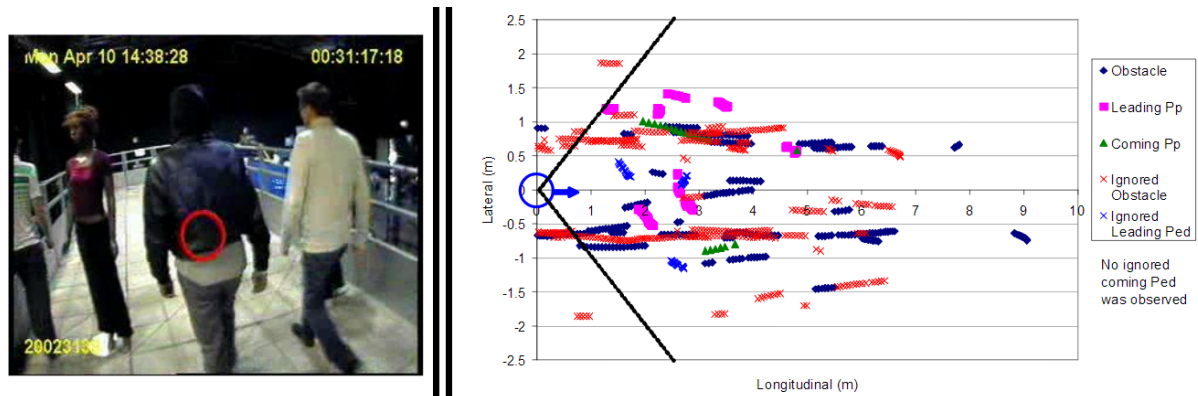 Mon Apr 10 14:38:28
00:31:17:18
2.5
2
1.5
1
0.5
0
-0.5
-1
-1.5
-2
-2.5
Lateral (m)
0 1 2 3 4 5 6 7 8 9 10
Longitudinal (m)
Obstacle
Leading Pp
Coming Pp
Ignored
Obstacle
Ignored
Leading Ped
No ignored
coming Ped
was observed